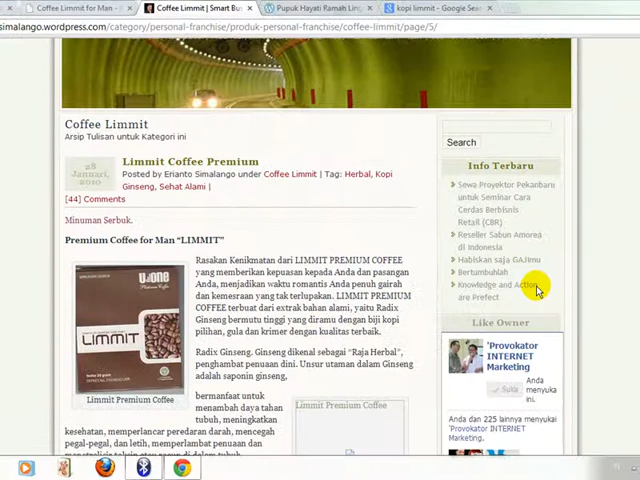 Coffee Limmit for Man -
Coffee Limmit | Smart Bu
Pupuk Hayati Ramah Ling
kopi limmit - Google Sear
simalango.wordpress.com/category/personal-franchise/produk-personal-franchise/coffee-limmit/page/5/
Coffee Limmit
Arsip Tulisan untuk Kategori ini
28
Januari,
2010
Limmit Coffee Premium
Posted by Erianto Simalango under Coffee Limmit | Tag: Herbal, Kopi
Ginseng, Sehat Alami |
[44] Comments
Minuman Serbuk.
Premium Coffee for Man “LIMMIT”
LIMMIT
Limmit Premium Coffee
Rasakan Kenikmatan dari LIMMIT PREMIUM COFFEE
yang memberikan kepuasan kepada Anda dan pasangan
Anda, menjadikan waktu romantis Anda penuh gairah
dan kemesraan yang tak terlupakan. LIMMIT PREMIUM
COFFEE terbuat dari extrak bahan alami, yaitu Radix
Ginseng bermutu tinggi yang diramu dengan biji kopi
pilihan, gula dan krimer dengan kualitas terbaik.
Radix Ginseng. Ginseng dikenal sebagai “Raja Herbal”,
penghambat penuaan dini. Unsur utaman dalam Ginseng
adalah saponin ginseng,
bermanfaat untuk
menambah daya tahan
tubuh, meningkatkan
kesehatan, memperlancar peredaran darah, mencegah
pegal-pegal, dan letih, memperlambat penuaan dan
Limmit Premium Coffee
Search
Info Terbaru
Sewa Proyektor Pekanbaru
untuk Seminar Cara
Cerdas Berbisnis
Retail (CBR)
Reseller Sabun Amorea
di Indonesia
Habiskan saja GAJImu
Bertumbuhlah
Knowledge and Action
are Prefect
Like Owner
'Provokator
INTERNET
Marketing
Suka
Anda
menyuka
ini.
Anda dan 225 lainnya menyukai
'Provokator INTERNET
Marketing.